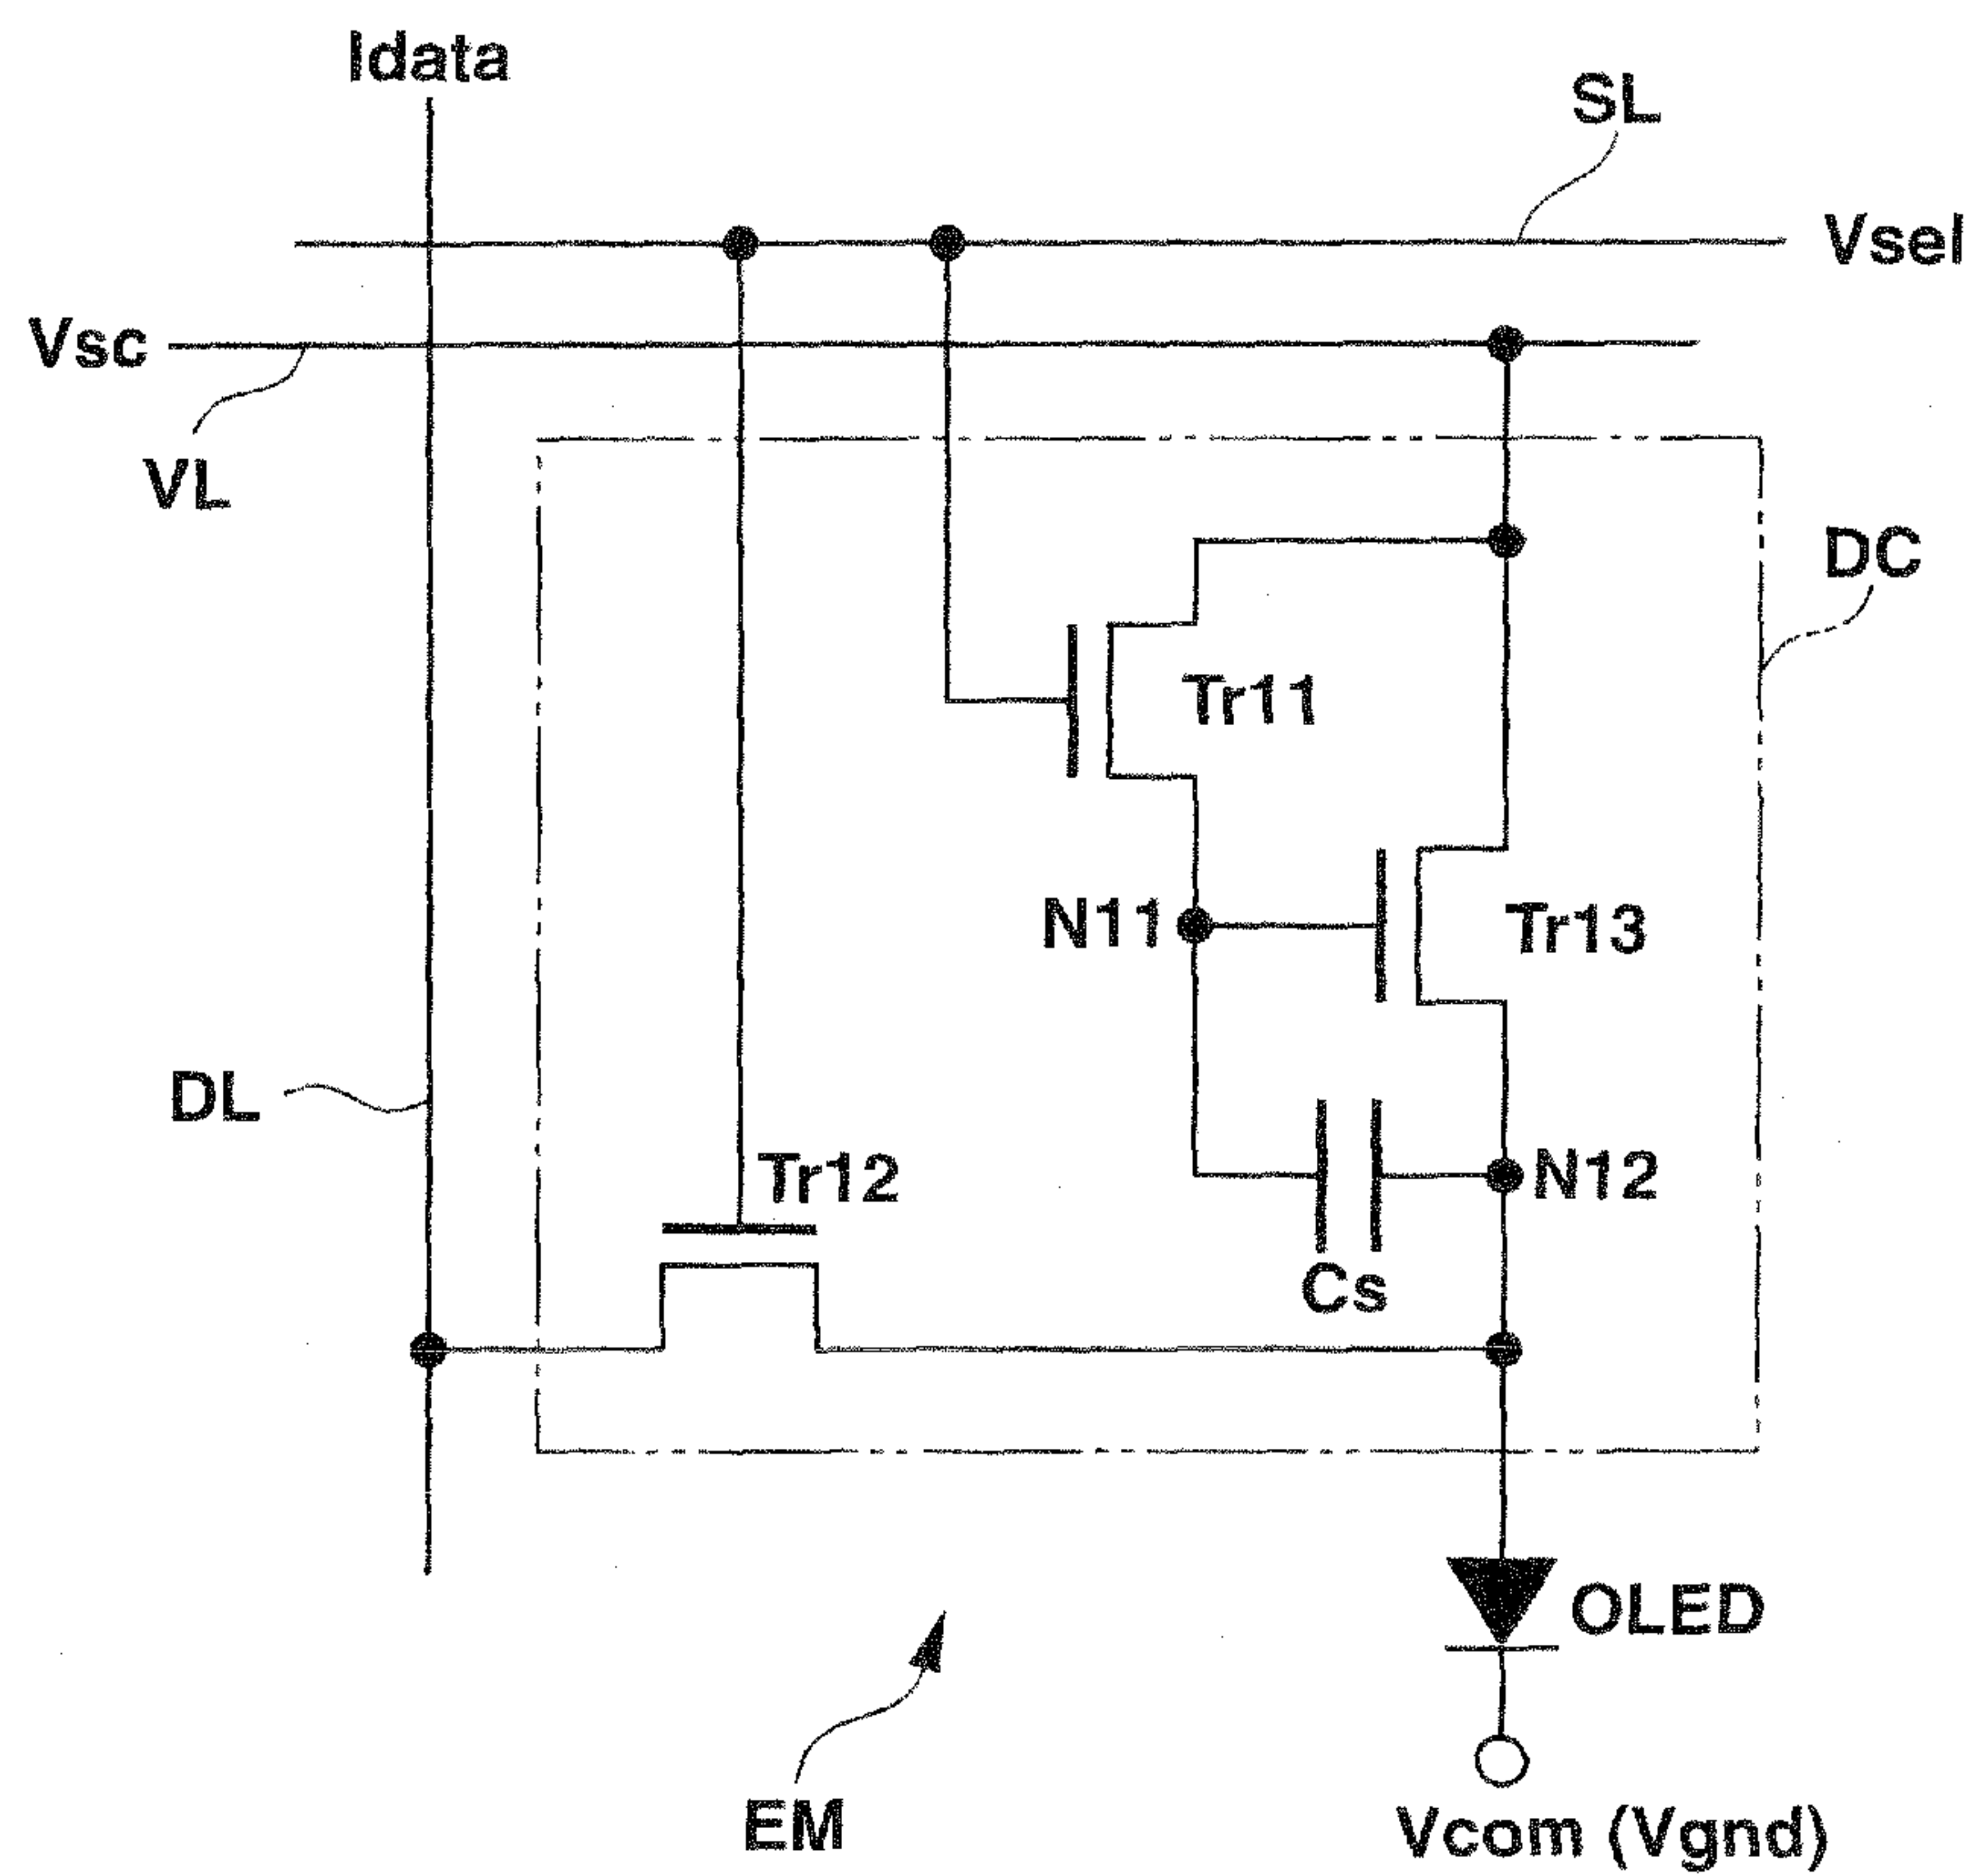 Idata
SL
Vsel
Vsc
VL
DC
Tr11
N11
Tr13
DL
Tr12
N12
Cs
OLED
EM
Vcom (Vgnd)